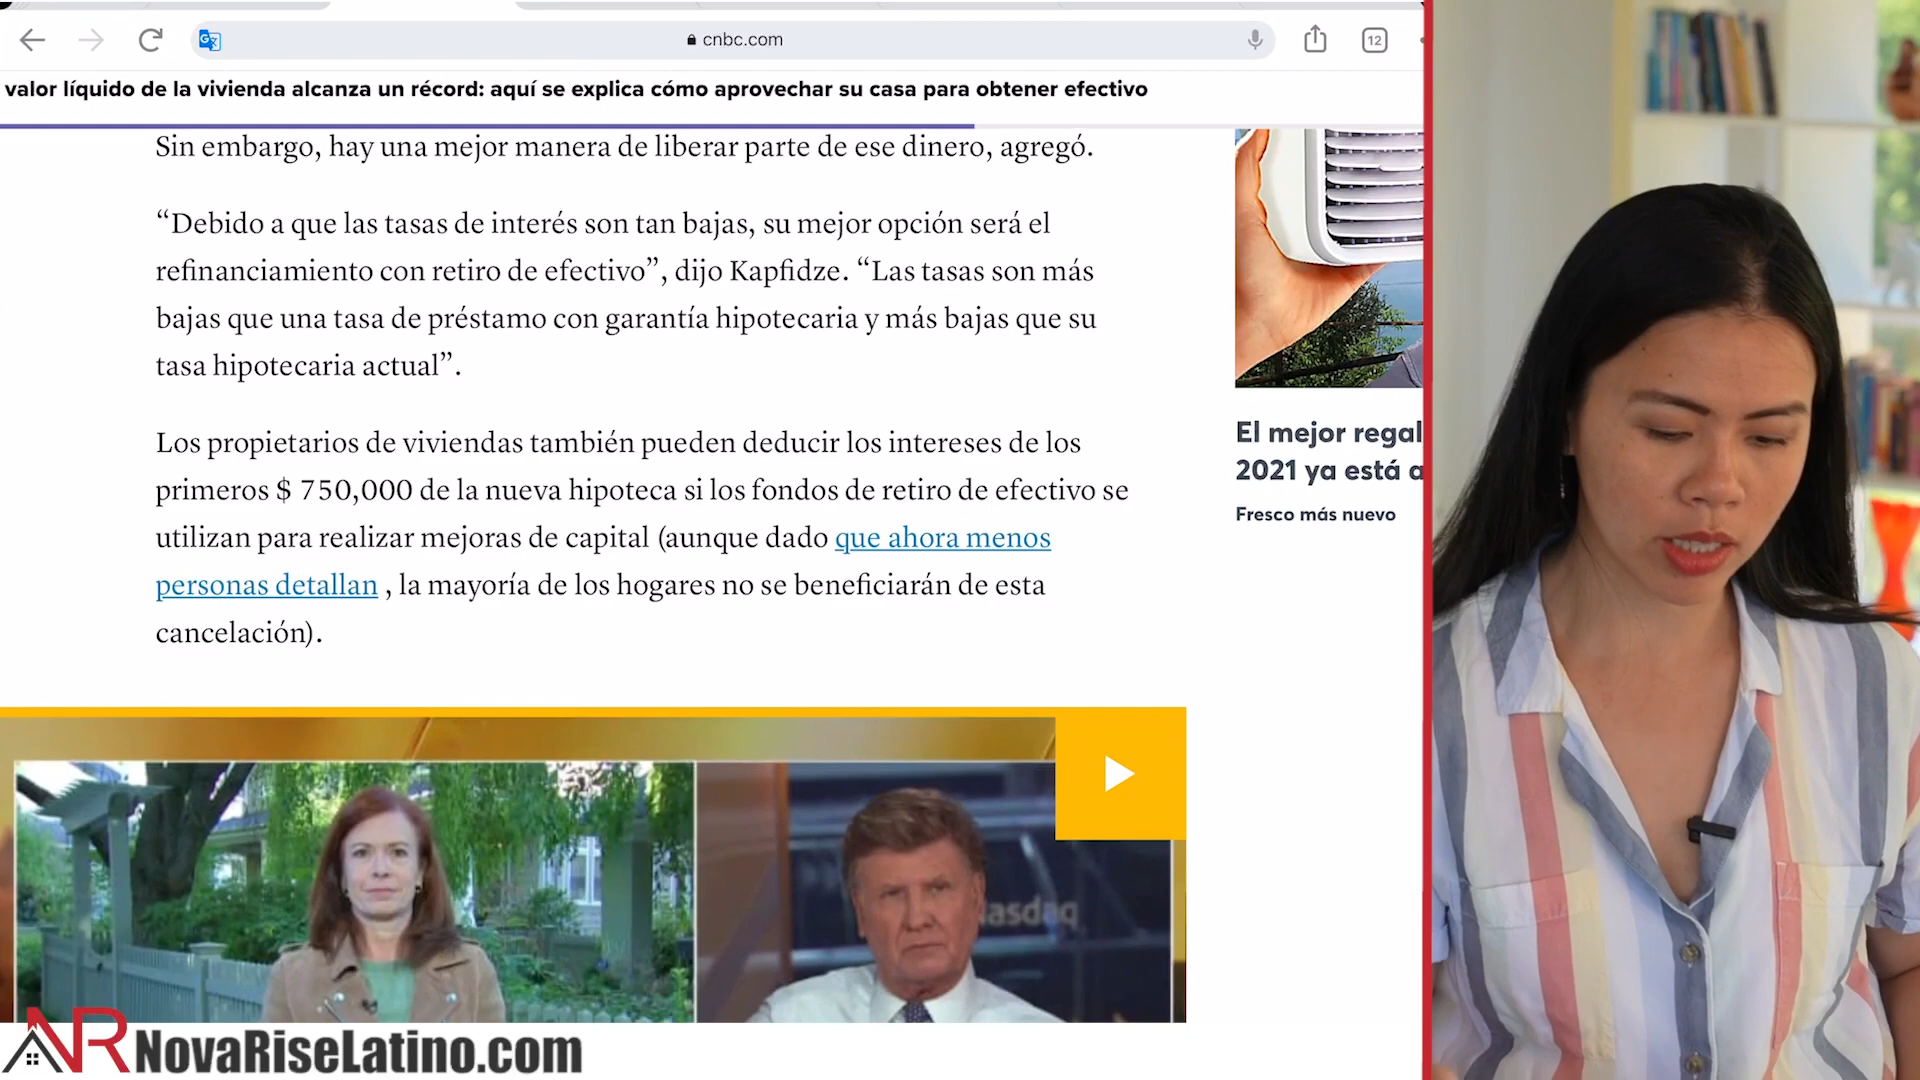 cnbc.com
12
valor líquido de la vivienda alcanza un récord: aquí se explica cómo aprovechar su casa para obtener efectivo
Sin embargo, hay una mejor manera de liberar parte de ese dinero, agregó.
“Debido a que las tasas de interés son tan bajas, su mejor opción será el
refinanciamiento con retiro de efectivo”, dijo Kapfidze. “Las tasas son más
bajas que una tasa de préstamo con garantía hipotecaria y más bajas que su
tasa hipotecaria actual”.
Los propietarios de viviendas también pueden deducir los intereses de los
primeros $ 750,000 de la nueva hipoteca si los fondos de retiro de efectivo se
utilizan para realizar mejoras de capital (aunque dado que ahora menos
personas detallan , la mayoría de los hogares no se beneficiarán de esta
cancelación).
El mejor regal
2021 ya está a
Fresco más nuevo
Nasdaq
NR NovaRiseLatino.com